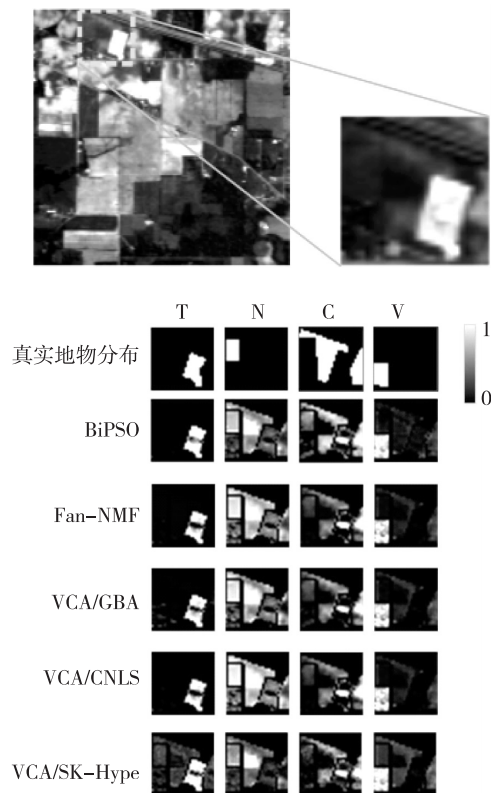 T N C V
真实地物分布
1
0
BiPSO
Fan-NMF
VCA/GBA
VCA/CNLS
VCA/SK-Hype